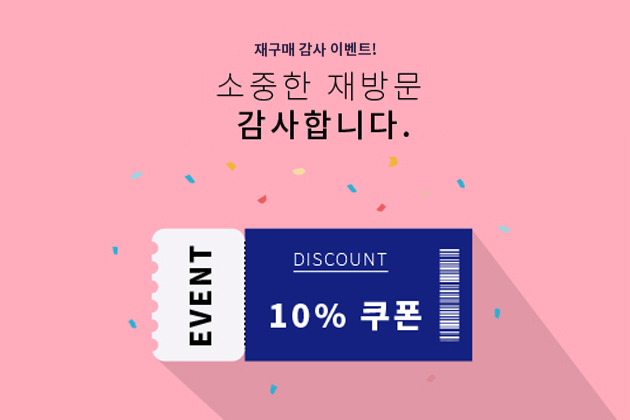 재구매 감사 이벤트!
소중한 재방문
감사합니다.
EVENT
DISCOUNT
10% 쿠폰